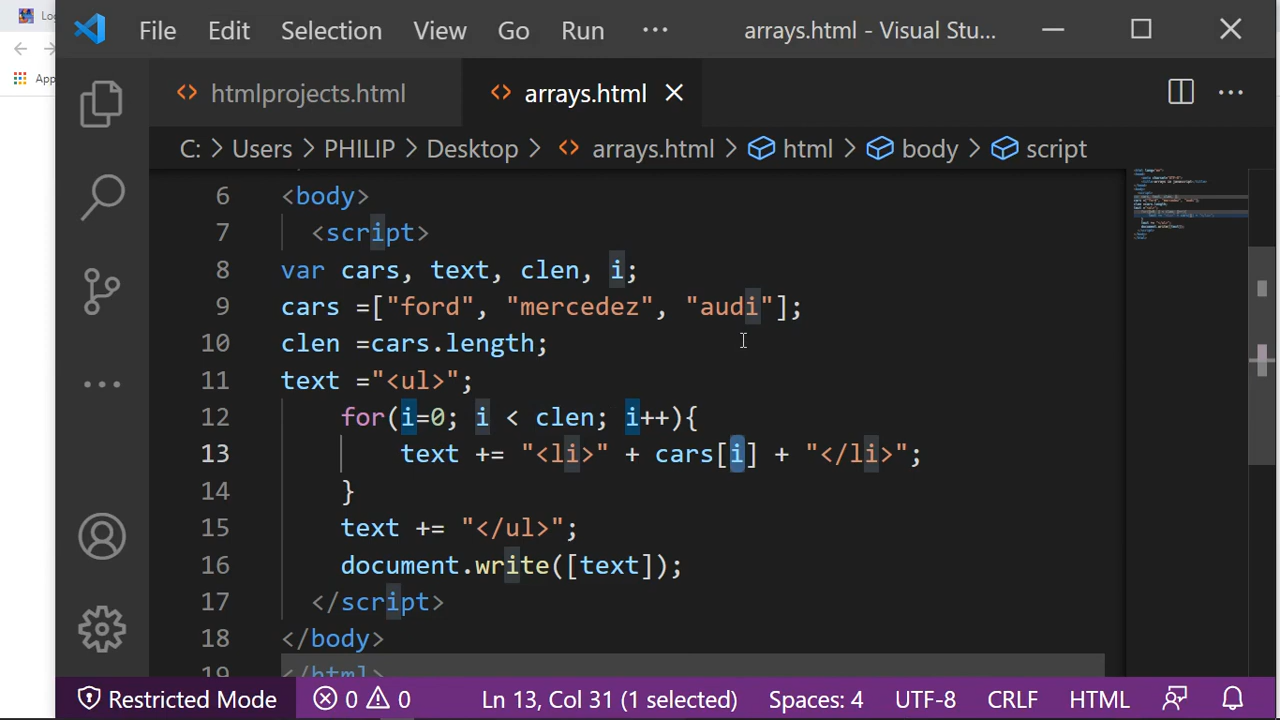 Lo
App
File Edit Selection View Go Run ··· arrays.html - Visual Stu...
htmlprojects.html arrays.html
C: > Users > PHILIP > Desktop > arrays.html > html > body > script
6 <body>
7 <script>
8 var cars, text, clen, i;
9 cars =["ford", "mercedez", "audi"];
10 clen =cars.length;
11 text ="<ul>";
12 for(i=0; i < clen; i++){
13 text += "<li>" + cars[i] + "</li>";
14 }
15 text += "</ul>";
16 document.write([text]);
17 </script>
18 </body>
19 </html>
Restricted Mode 0 0 Ln 13, Col 31 (1 selected) Spaces: 4 UTF-8 CRLF HTML